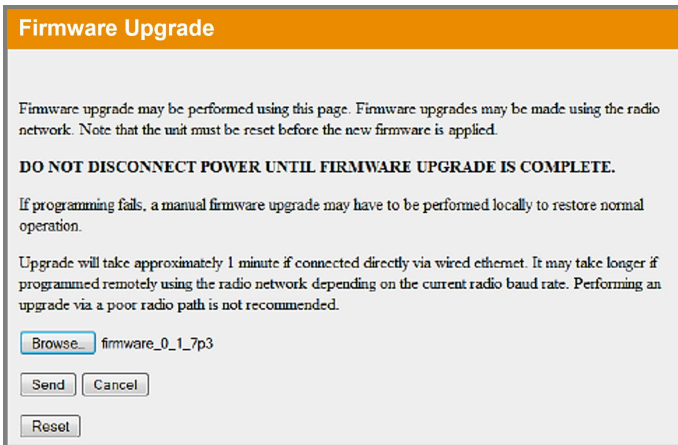 Firmware Upgrade
Firmware upgrade may be performed using this page. Firmware upgrades may be made using the radio
network. Note that the unit must be reset before the new firmware is applied.
DO NOT DISCONNECT POWER UNTIL FIRMWARE UPGRADE IS COMPLETE.
If programming fails, a manual firmware upgrade may have to be performed locally to restore normal
operation.
Upgrade will take approximately 1 minute if connected directly via wired ethernet. It may take longer if
programmed remotely using the radio network depending on the current radio baud rate. Performing an
upgrade via a poor radio path is not recommended.
Browse... firmware_0_1_7p3
Send Cancel
Reset